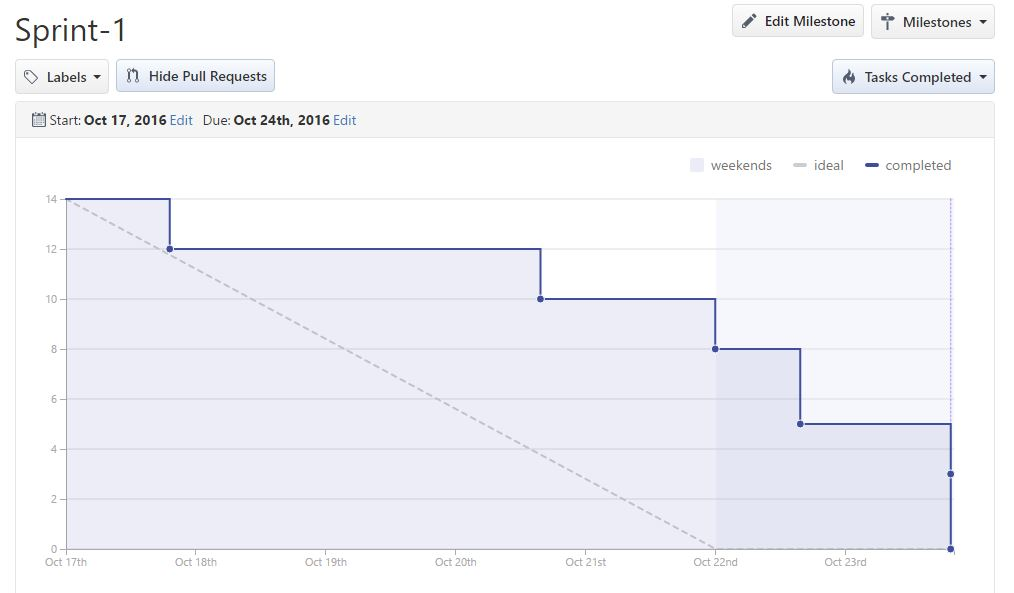 Sprint-1
Edit Milestone
Milestones
Labels
Hide Pull Requests
Tasks Completed
Start: Oct 17, 2016 Edit Due: Oct 24th, 2016 Edit
weekends ideal completed
14
12
10
8
6
4
2
0
Oct 17th Oct 18th Oct 19th Oct 20th Oct 21st Oct 22nd Oct 23rd